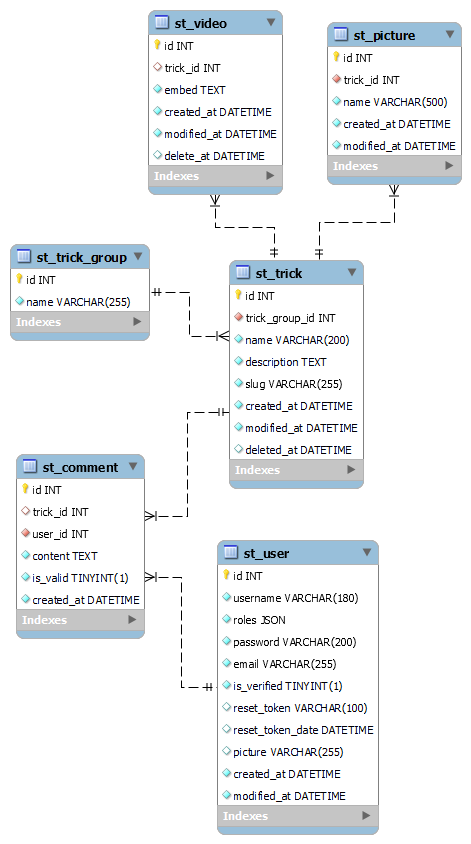 st_video
id INT
trick_id INT
embed TEXT
created_at DATETIME
modified_at DATETIME
delete_at DATETIME
Indexes
st_picture
id INT
trick_id INT
name VARCHAR(500)
created_at DATETIME
modified_at DATETIME
Indexes
st_trick_group
id INT
name VARCHAR(255)
Indexes
st_trick
id INT
trick_group_id INT
name VARCHAR(200)
description TEXT
slug VARCHAR(255)
created_at DATETIME
modified_at DATETIME
deleted_at DATETIME
Indexes
st_comment
id INT
trick_id INT
user_id INT
content TEXT
is_valid TINYINT(1)
created_at DATETIME
Indexes
st_user
id INT
username VARCHAR(180)
roles JSON
password VARCHAR(200)
email VARCHAR(255)
is_verified TINYINT(1)
reset_token VARCHAR(100)
reset_token_date DATETIME
picture VARCHAR(255)
created_at DATETIME
modified_at DATETIME
Indexes